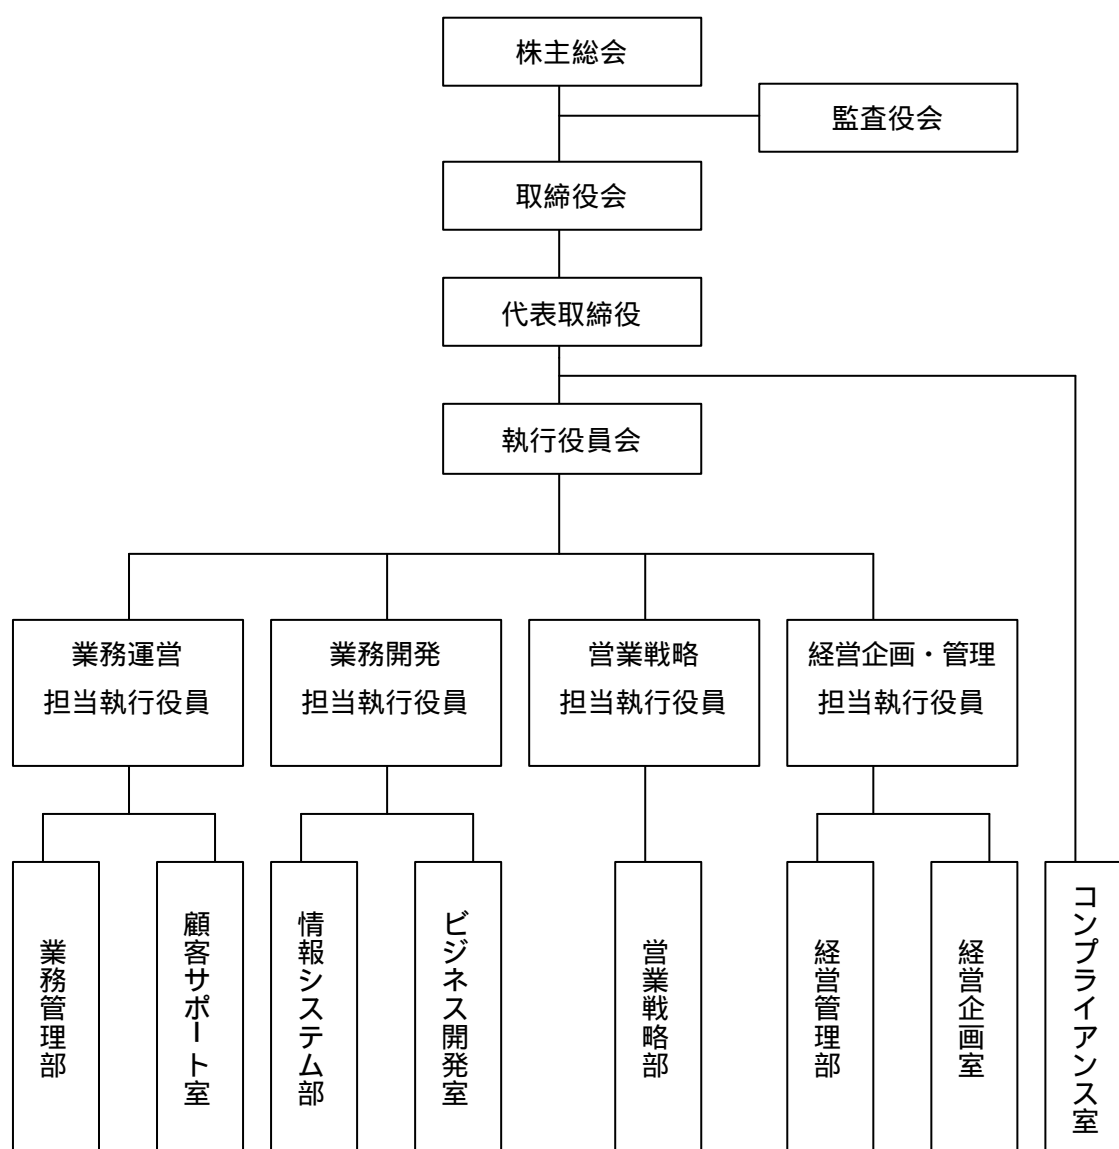 株主総会
監査役会
取締役会
代表取締役
執行役員会
業務運営
担当執行役員
業務開発
担当執行役員
営業戦略
担当執行役員
経営企画・管理
担当執行役員
業務管理部
顧客サポート室
情報システム部
ビジネス開発室
営業戦略部
経営管理部
経営企画室
コンプライアンス室